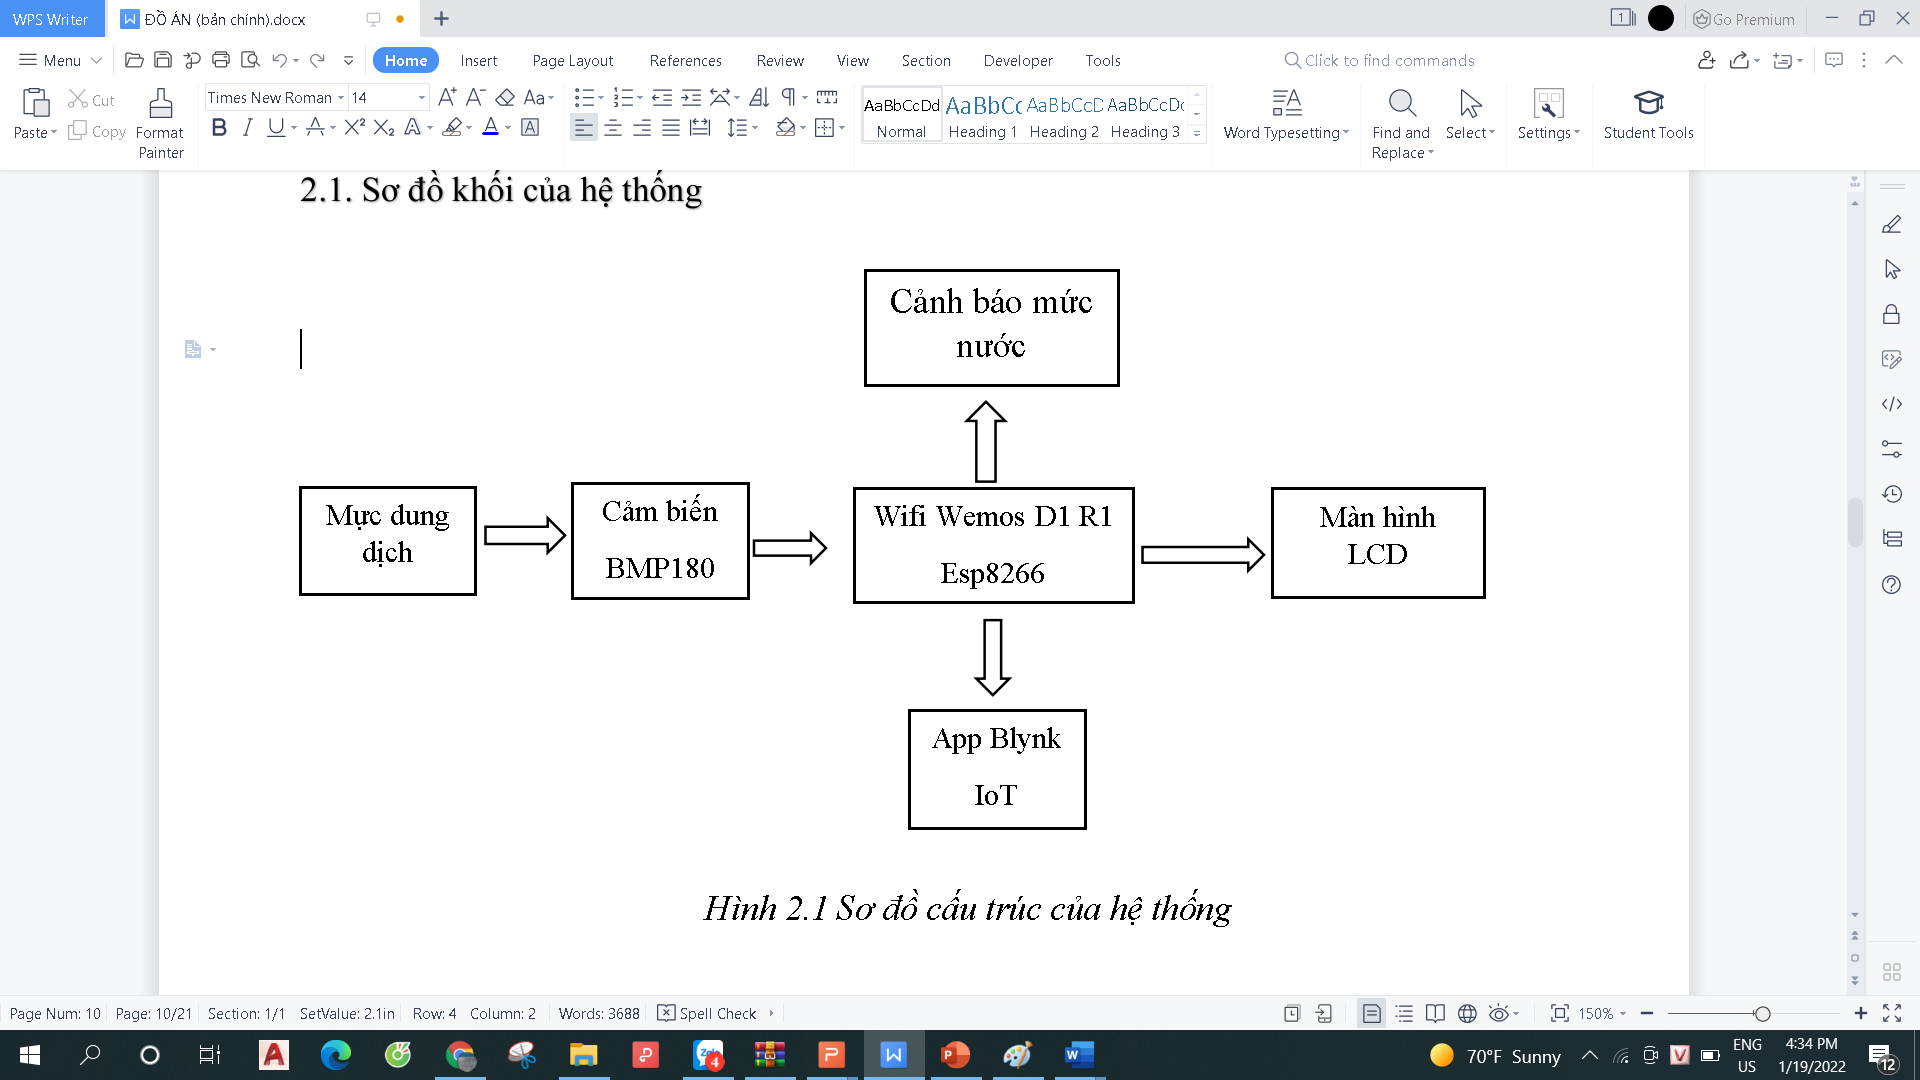 WPS Writer
ĐỒ ÁN (bản chính).docx
1
Go Premium
Menu
Home
Insert
Page Layout
References
Review
View
Section
Developer
Tools
Click to find commands
Paste
Cut
Copy
Format
Painter
Times New Roman
14
AaBbCcDd
Normal
AaBbCc
Heading 1
AaBbCcD
Heading 2
AaBbCcDc
Heading 3
Word Typesetting
Find and
Replace
Select
Settings
Student Tools
2.1. Sơ đồ khối của hệ thống
Cảnh báo mức
nước
Mực dung
dịch
Cảm biến
BMP180
Wifi Wemos D1 R1
Esp8266
Màn hình
LCD
App Blynk
IoT
Hình 2.1 Sơ đồ cấu trúc của hệ thống
Page Num: 10
Page: 10/21
Section: 1/1
SetValue: 2.1in
Row: 4
Column: 2
Words: 3688
Spell Check
150%
70°F Sunny
ENG
US
4:34 PM
1/19/2022
12